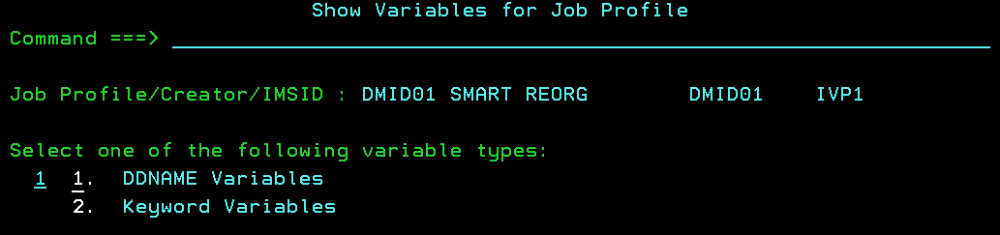 Show Variables for Job Profile
Command ===>
Job Profile/Creator/IMSID : DMID01 SMART REORG DMID01 IVP1
Select one of the following variable types:
1 1. DDNAME Variables
2. Keyword Variables